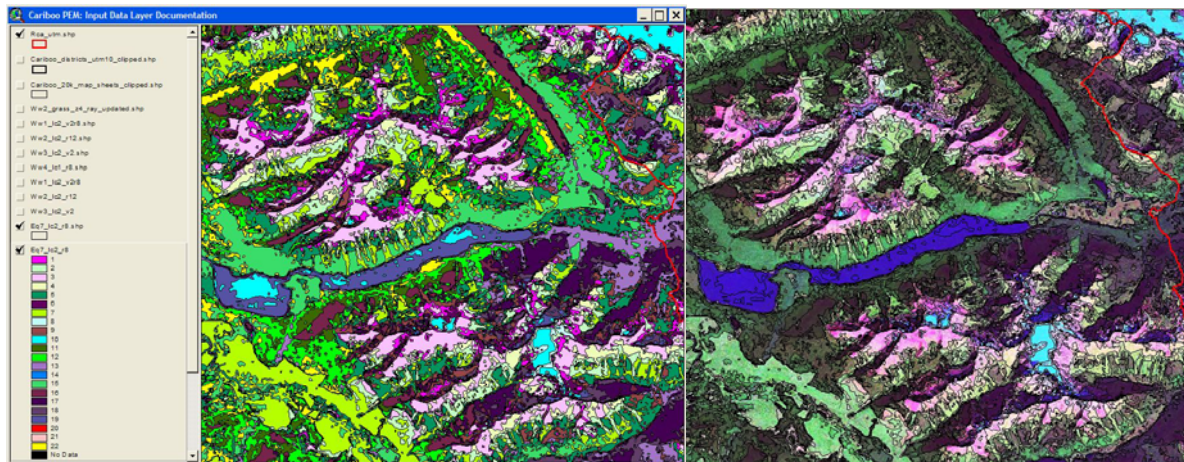 Cariboo PEM: Input Data Layer Documentation
Roa_utm.shp
Cariboo_districts_utm10_clipped.shp
Cariboo_20k_map_sheets_clipped.shp
Ww2_grass_s4_ray_updated.shp
Ww1_lc2_v2r8.shp
Ww2_lc2_r12.shp
Ww3_lc2_v2.shp
Ww4_lc1_r8.shp
Ww1_lc2_v2r8
Ww2_lc2_r12
Ww3_lc2_v2
Eq7_lc2_r8.shp
Eq7_lc2_r8
1
2
3
4
5
6
7
8
9
10
11
12
13
14
16
16
17
18
19
20
21
22
No Data